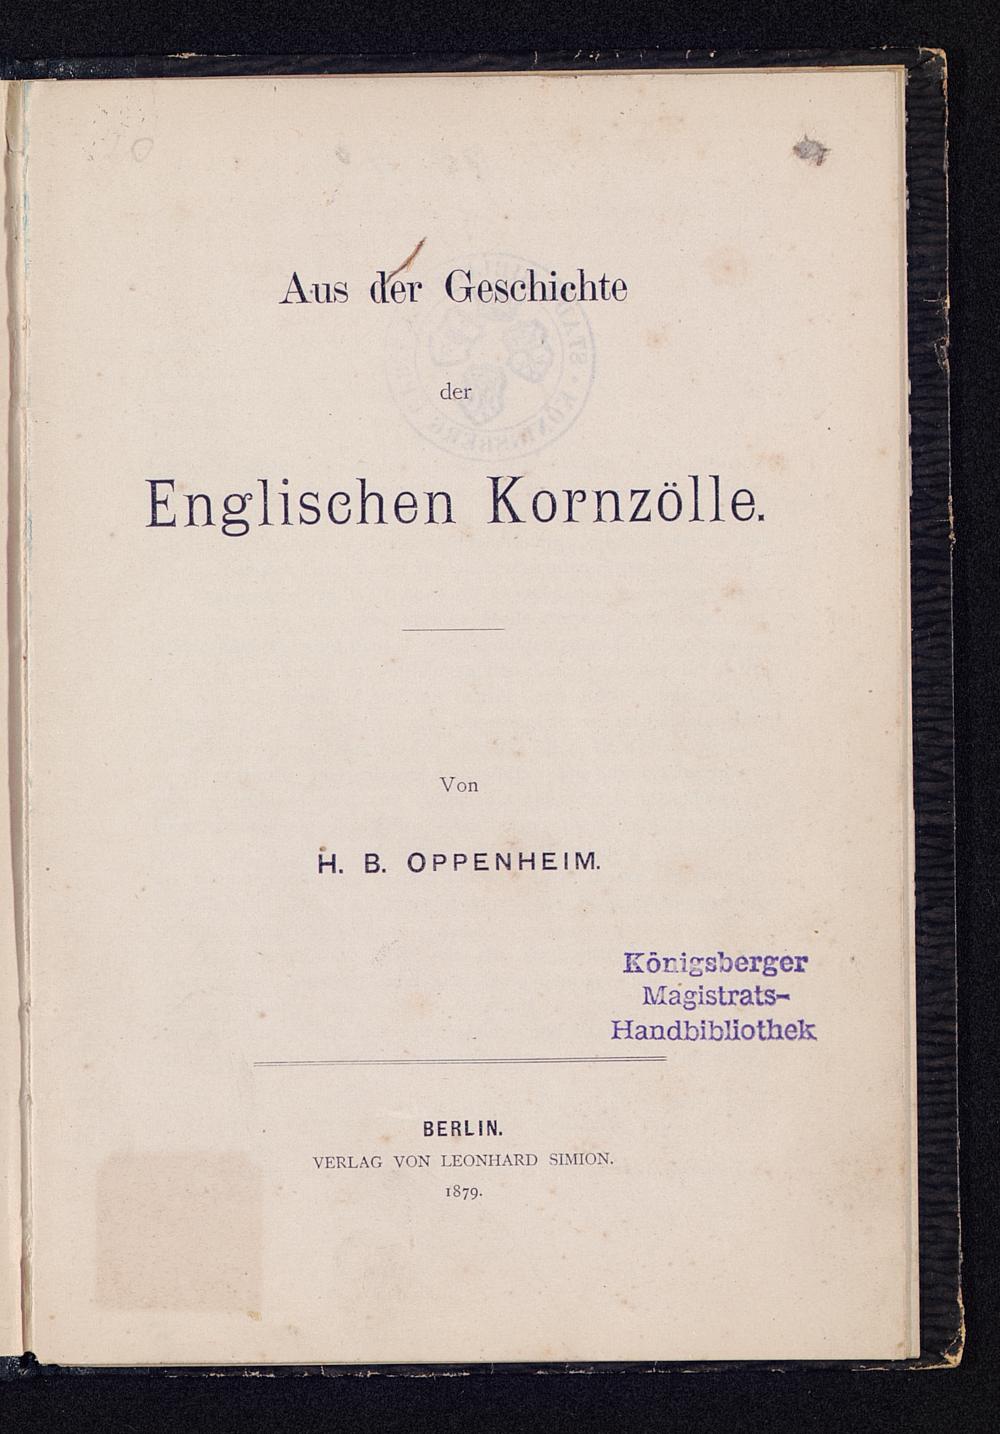 Aus der Geschichte
der
Englischen Kornzölle.
Von
H. B. OPPENHEIM.
Königsberger
Magistrats-
Handbibliothek
BERLIN.
VERLAG VON LEONHARD SIMION.
1879.